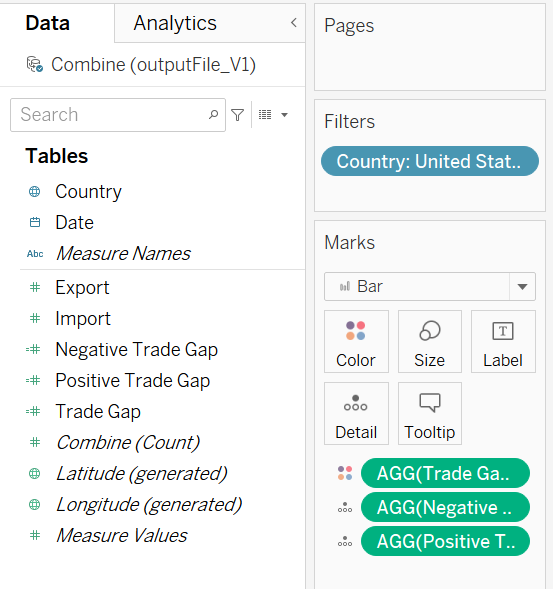 Data
Analytics
<
Combine (outputFile_V1)
Search
Tables
Country
Date
Abc Measure Names
# Export
# Import
=# Negative Trade Gap
=# Positive Trade Gap
=# Trade Gap
# Combine (Count)
Latitude (generated)
Longitude (generated)
# Measure Values
Pages
Filters
Country: United Stat..
Marks
Bar
Color
Size
T
Label
Detail
Tooltip
AGG(Trade Ga..
AGG(Negative ..
AGG(Positive T..